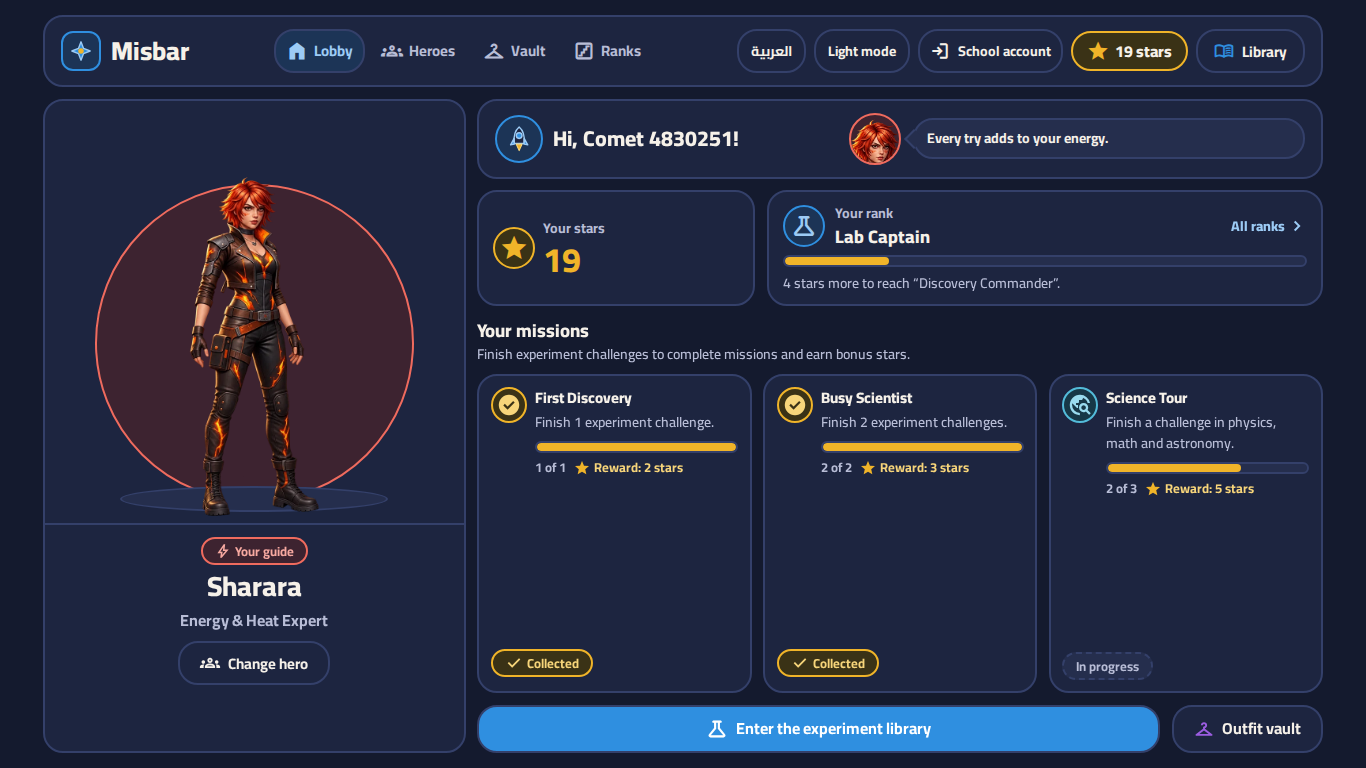 Misbar
Lobby
Heroes
Vault
Ranks
العربية
Light mode
School account
19 stars
Library
Hi, Comet 4830251!
Every try adds to your energy.
Your stars
19
Your rank
Lab Captain
All ranks
4 stars more to reach “Discovery Commander”.
Your missions
Finish experiment challenges to complete missions and earn bonus stars.
First Discovery
Finish 1 experiment challenge.
1 of 1 Reward: 2 stars
Collected
Busy Scientist
Finish 2 experiment challenges.
2 of 2 Reward: 3 stars
Collected
Science Tour
Finish a challenge in physics,
math and astronomy.
2 of 3 Reward: 5 stars
In progress
Your guide
Sharara
Energy & Heat Expert
Change hero
Enter the experiment library
Outfit vault